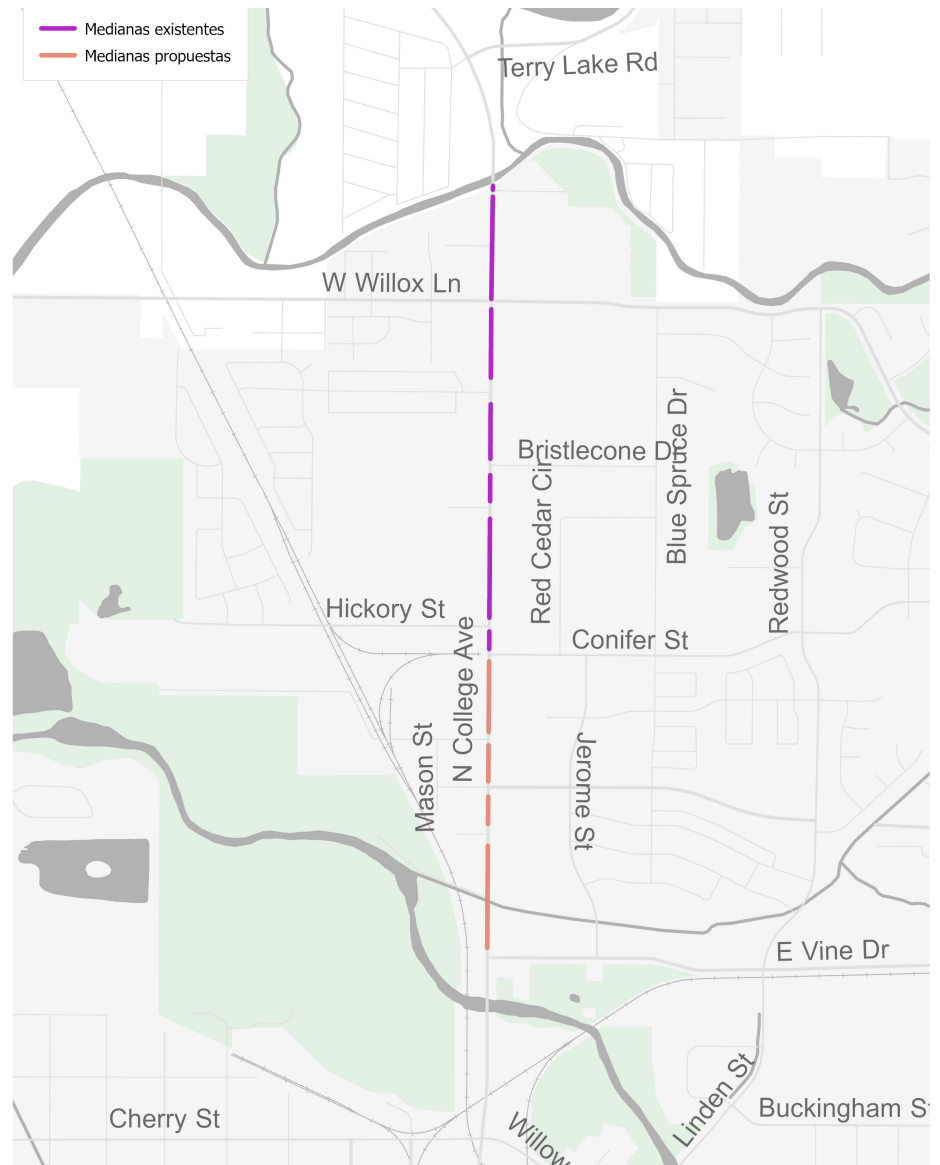 Medianas existentes
Medianas propuestas
Terry Lake Rd
W Willox Ln
Bristlecone Dr
Blue Spruce Dr
Red Cedar Cir
Redwood St
Hickory St
Conifer St
N College Ave
Mason St
Jerome St
E Vine Dr
Linden St
Buckingham St
Cherry St
Willow